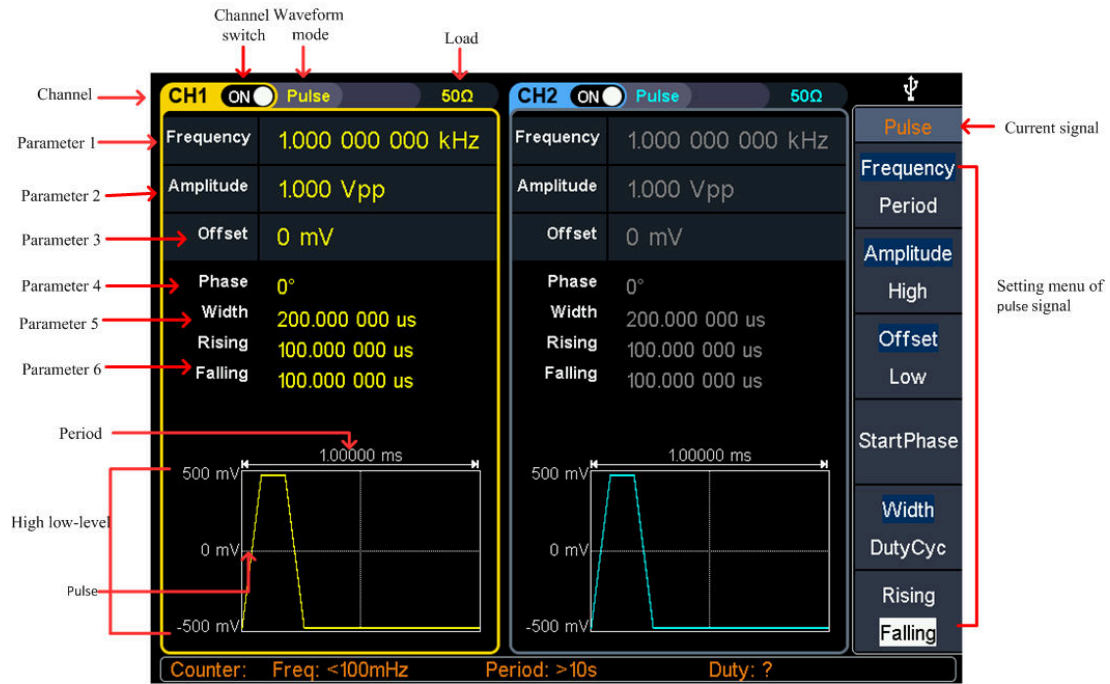 Channel Waveform
switch mode
Load
Channel
CH1 ON Pulse 50Ω
CH2 ON Pulse 50Ω
Pulse
Current signal
Parameter 1
Frequency 1.000 000 000 kHz
Frequency 1.000 000 000 kHz
Frequency
Period
Parameter 2
Amplitude 1.000 Vpp
Amplitude 1.000 Vpp
Amplitude
High
Parameter 3
Offset 0 mV
Offset 0 mV
Offset
Low
Parameter 4
Phase 0°
Phase 0°
Setting menu of
pulse signal
Parameter 5
Width 200.000 000 us
Width 200.000 000 us
Rising 100.000 000 us
Rising 100.000 000 us
Parameter 6
Falling 100.000 000 us
Falling 100.000 000 us
StartPhase
Period
1.00000 ms
1.00000 ms
500 mV
500 mV
Width
DutyCyc
High low-level
0 mV
0 mV
Pulse
Rising
Falling
-500 mV
-500 mV
Counter: Freq: <100mHz Period: >10s Duty: ?